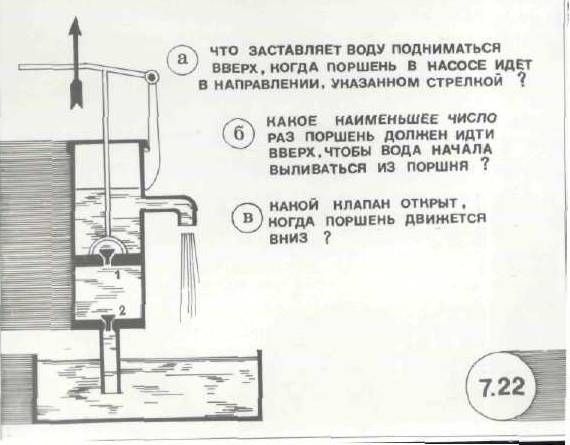 а ЧТО ЗАСТАВЛЯЕТ ВОДУ ПОДНИМАТЬСЯ
ВВЕРХ, КОГДА ПОРШЕНЬ В НАСОСЕ ИДЕТ
В НАПРАВЛЕНИИ, УКАЗАННОМ СТРЕЛКОЙ ?
б КАКОЕ НАИМЕНЬШЕЕ ЧИСЛО
РАЗ ПОРШЕНЬ ДОЛЖЕН ИДТИ
ВВЕРХ, ЧТОБЫ ВОДА НАЧАЛА
ВЫЛИВАТЬСЯ ИЗ ПОРШНЯ ?
в КАКОЙ КЛАПАН ОТКРЫТ,
КОГДА ПОРШЕНЬ ДВИЖЕТСЯ
ВНИЗ ?
1
2
7.22